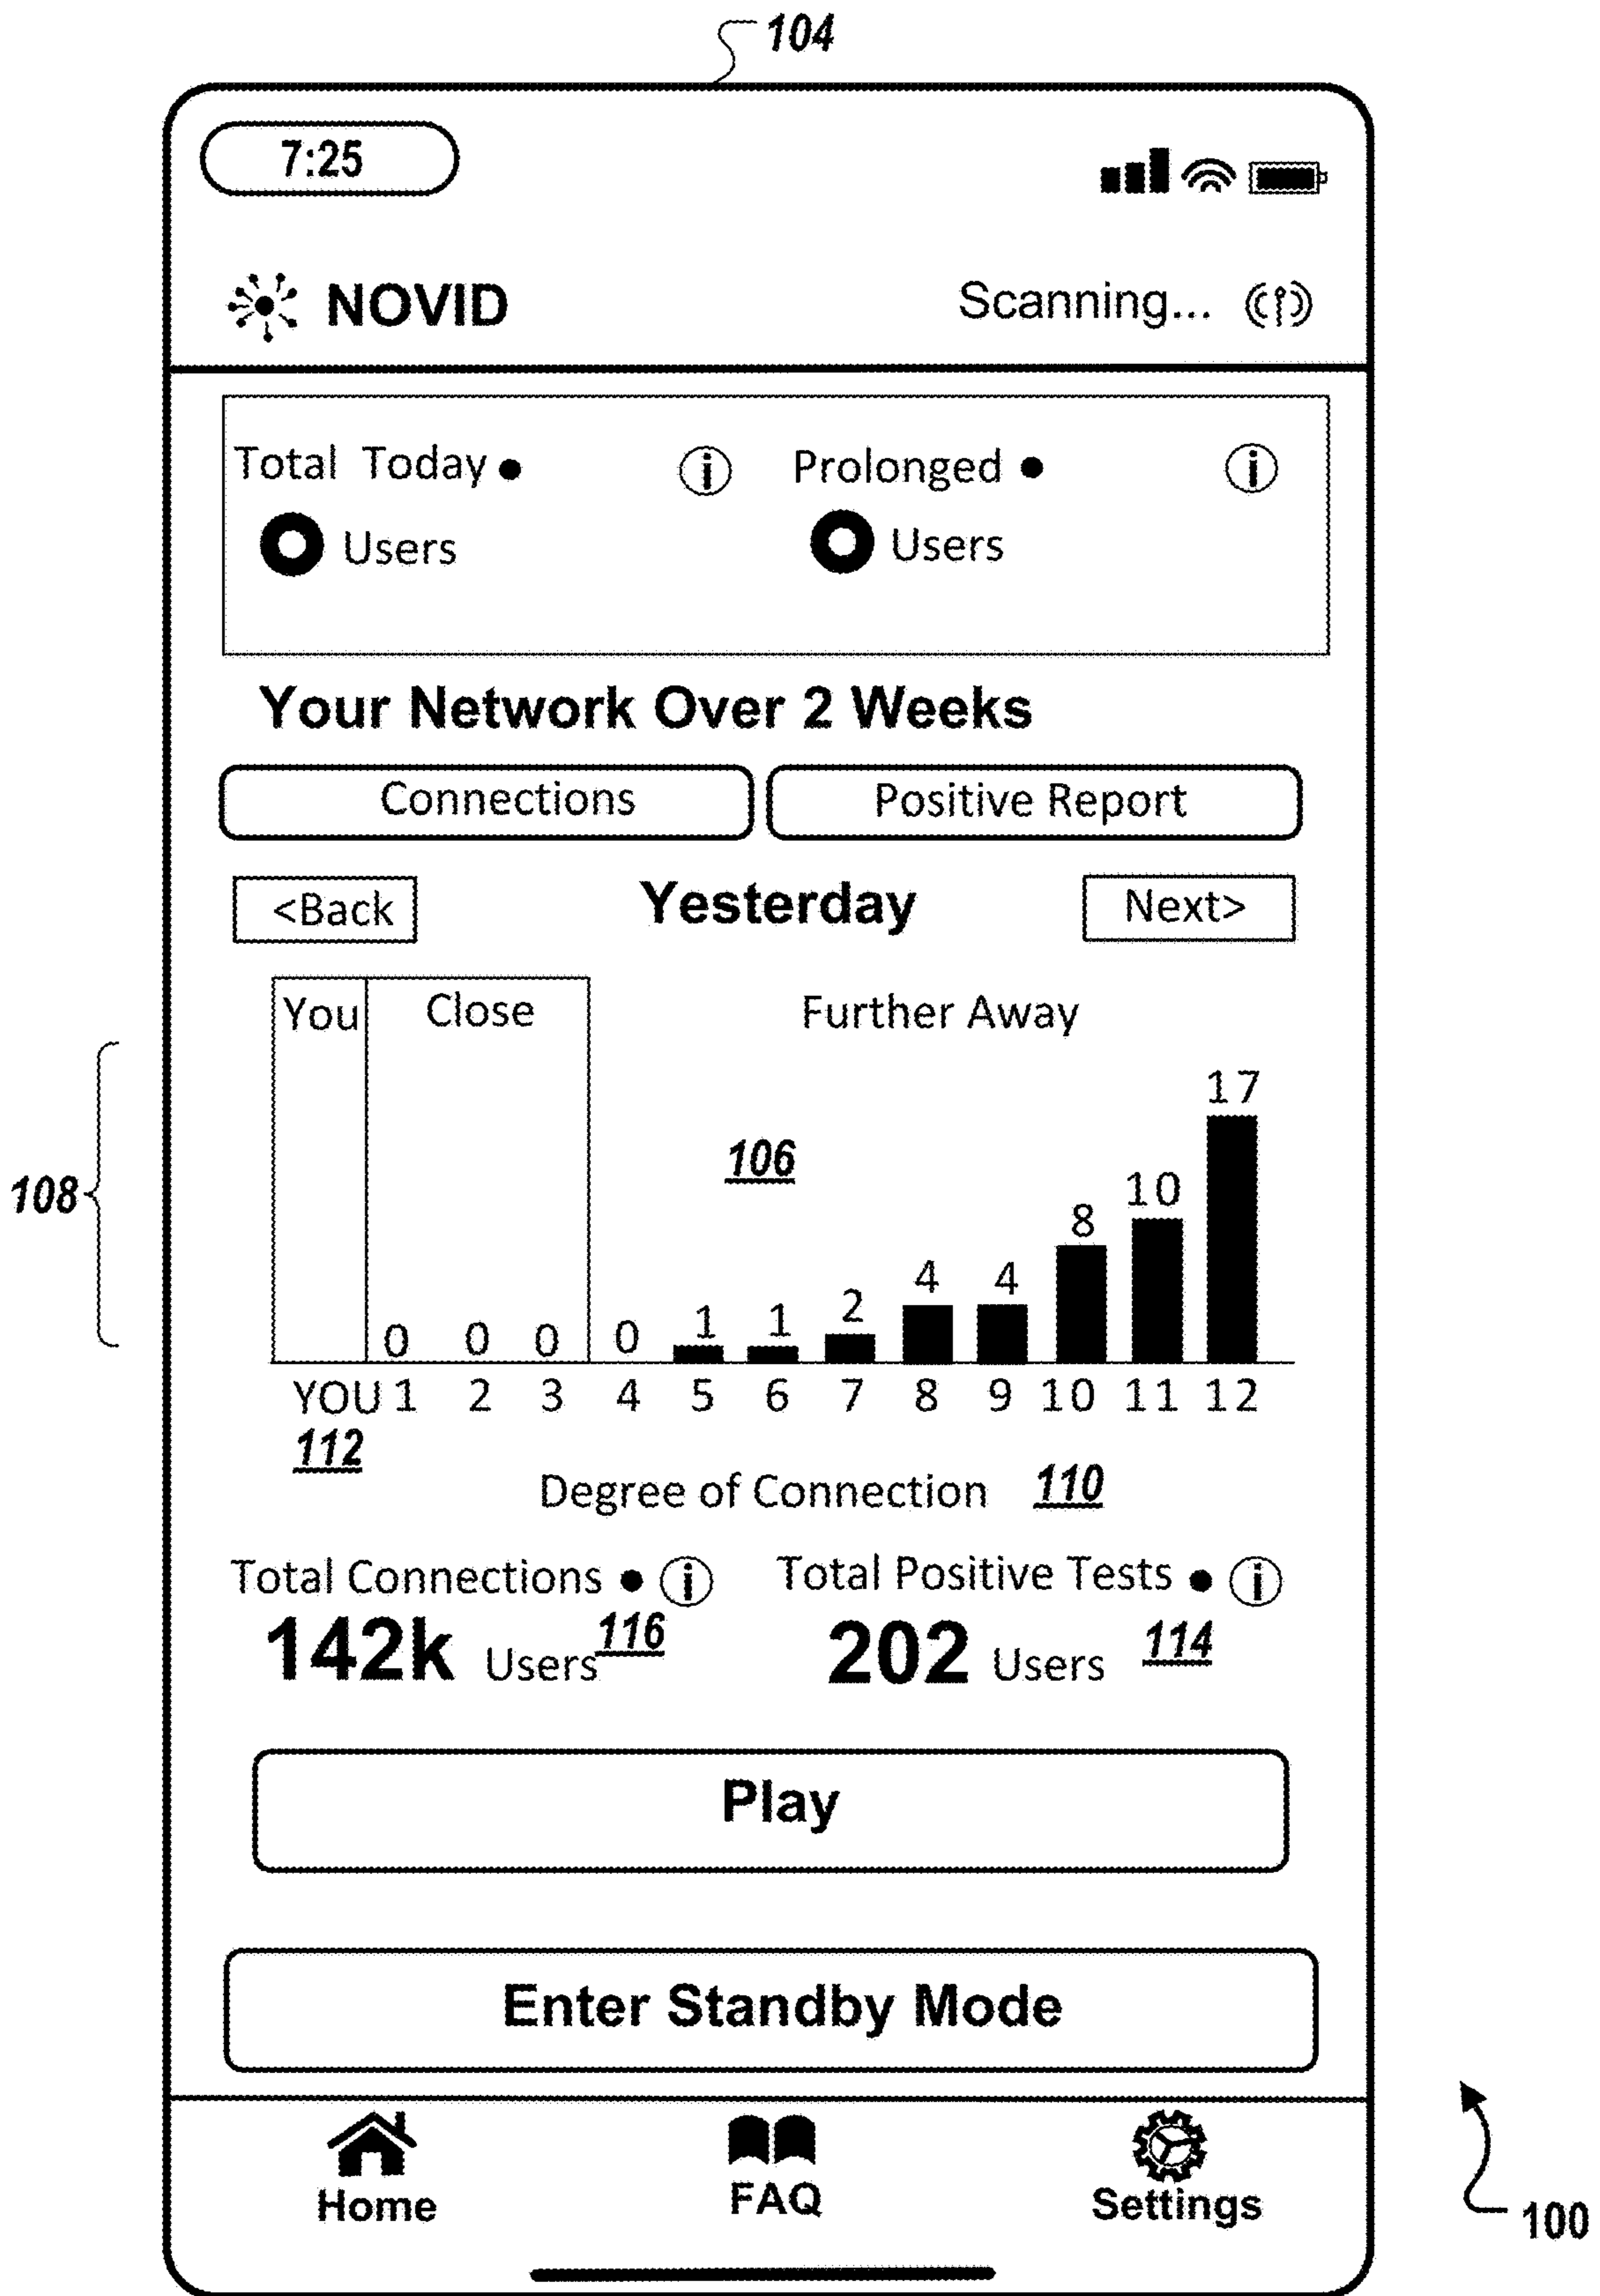 104
7:25
NOVID Scanning...
Total Today • Prolonged •
Users Users
Your Network Over 2 Weeks
Connections Positive Report
<Back Yesterday Next>
You Close Further Away
17
106
108
10
8
4 4
2
0 0 0 0 1 1
YOU 1 2 3 4 5 6 7 8 9 10 11 12
112
Degree of Connection 110
Total Connections • Total Positive Tests •
142k Users 116 202 Users 114
Play
Enter Standby Mode
Home FAQ Settings
100